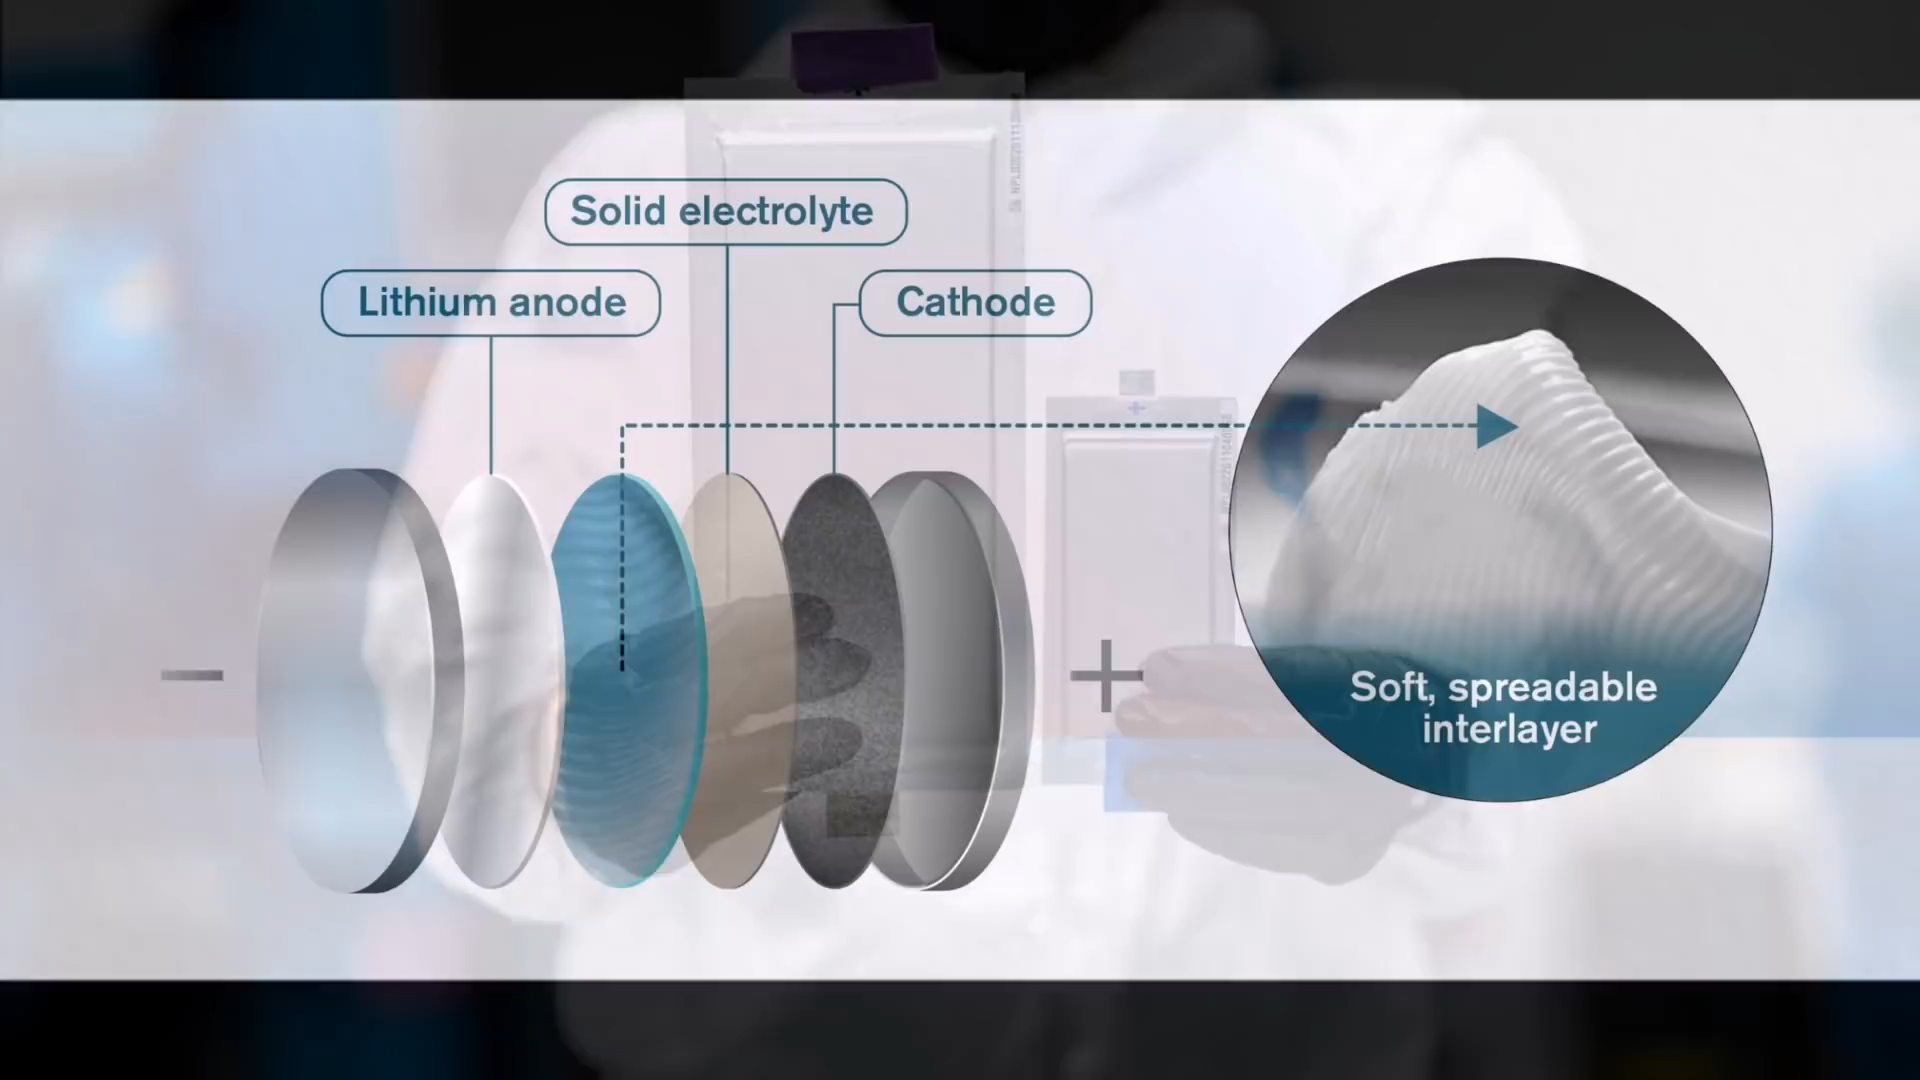 Solid electrolyte
Lithium anode
Cathode
−
+
Soft, spreadable
interlayer